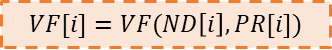 VF[i] = VF(ND[i], PR[i])